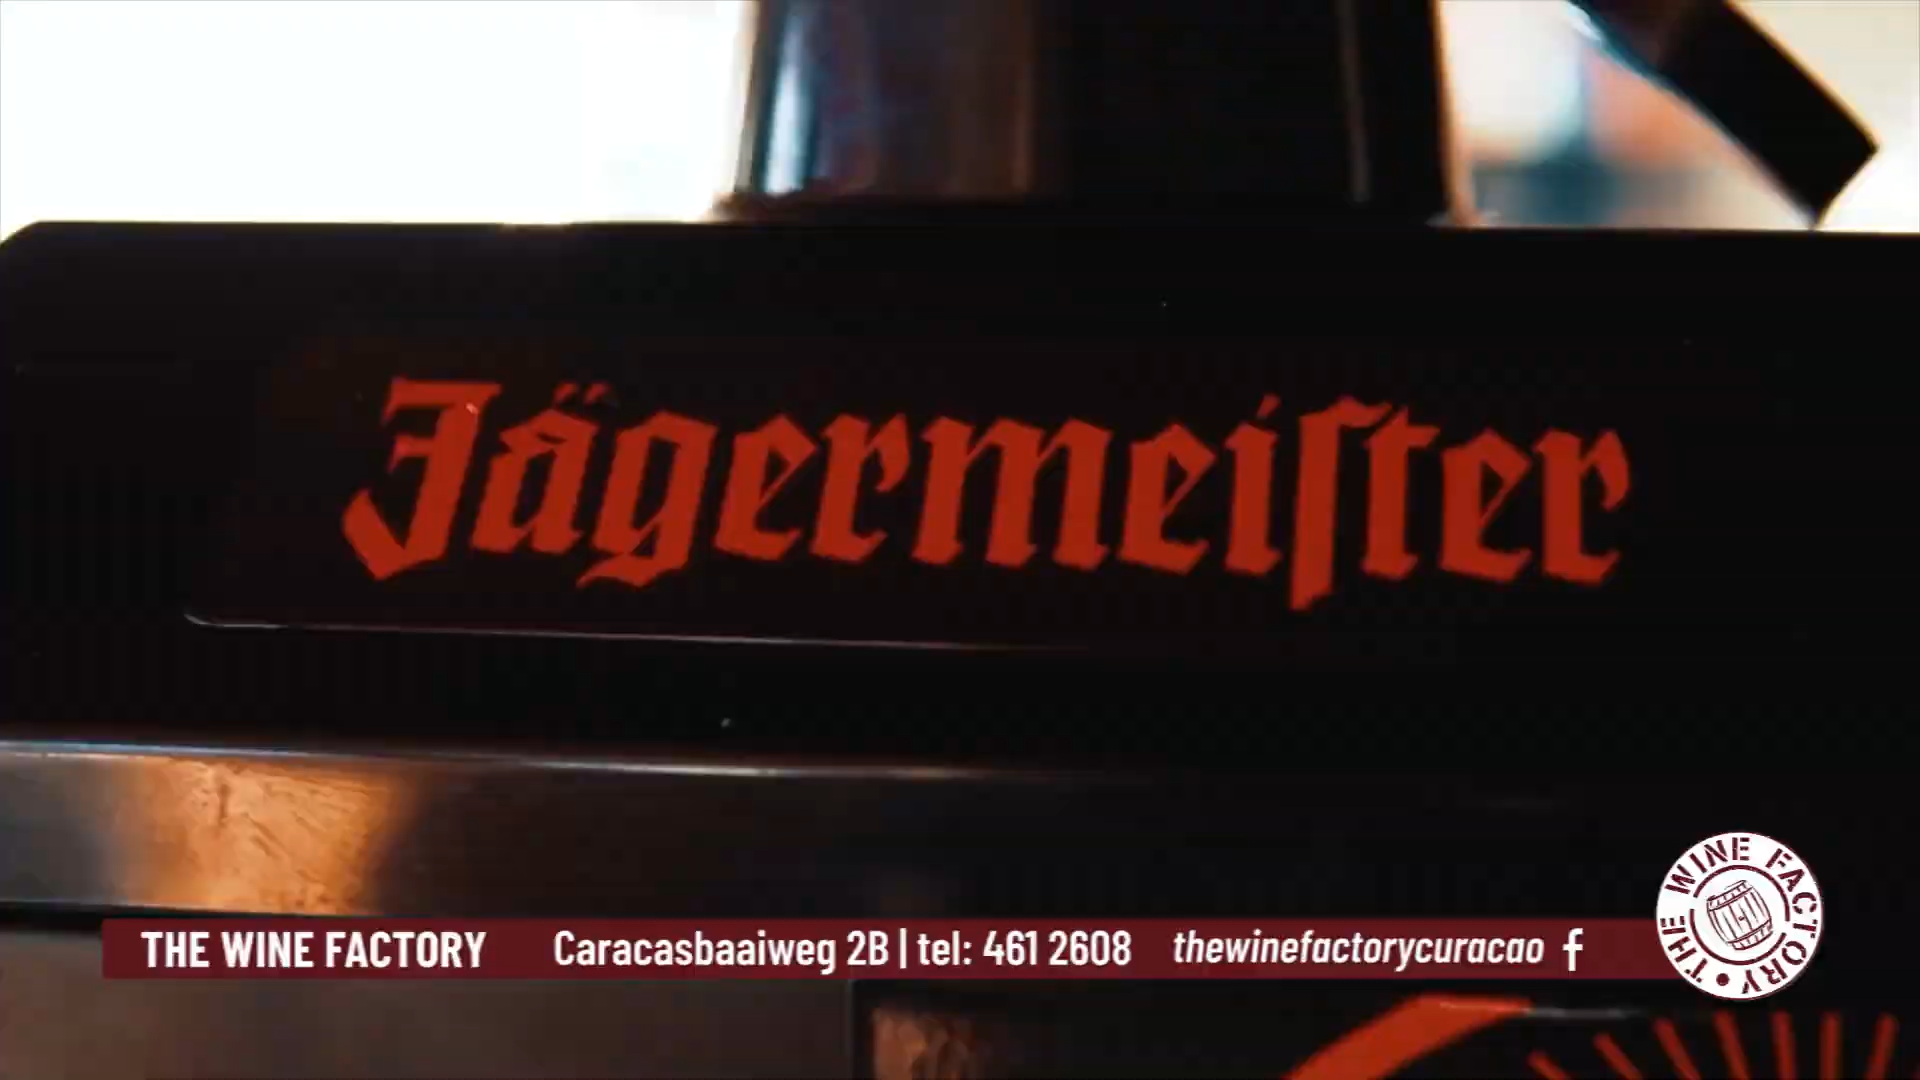 Jägermeiſter
THE WINE FACTORY Caracasbaaiweg 2B | tel: 461 2608 thewinefactorycuracao f
THE WINE FACTORY •